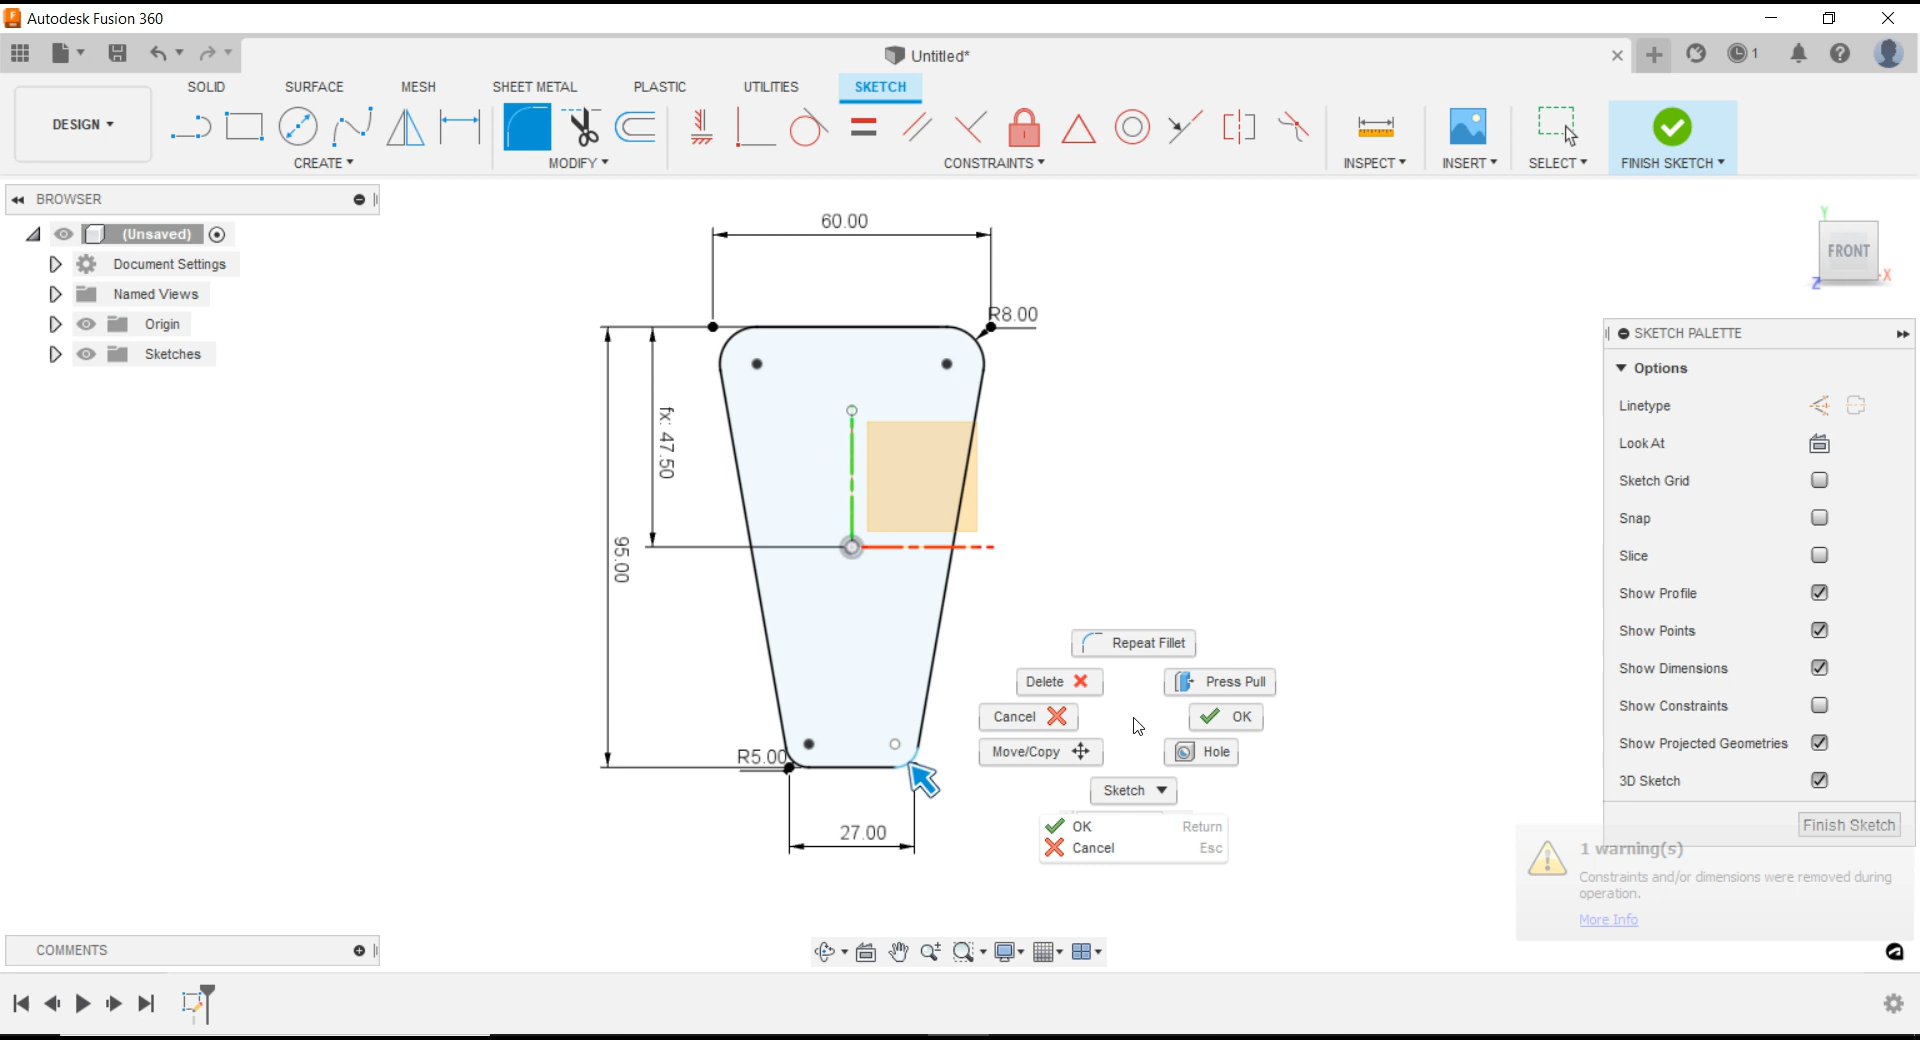 Autodesk Fusion 360
Untitled*
1
SOLID
SURFACE
MESH
SHEET METAL
PLASTIC
UTILITIES
SKETCH
DESIGN
CREATE
MODIFY
CONSTRAINTS
INSPECT
INSERT
SELECT
FINISH SKETCH
BROWSER
(Unsaved)
Document Settings
Named Views
Origin
Sketches
60.00
R8.00
fx: 47.50
95.00
R5.00
27.00
Y
FRONT
X
Z
Repeat Fillet
Delete
Press Pull
Cancel
OK
Move/Copy
Hole
Sketch
OK Return
Cancel Esc
SKETCH PALETTE
Options
Linetype
Look At
Sketch Grid
Snap
Slice
Show Profile
Show Points
Show Dimensions
Show Constraints
Show Projected Geometries
3D Sketch
Finish Sketch
1 warning(s)
Constraints and/or dimensions were removed during
operation.
More Info
COMMENTS